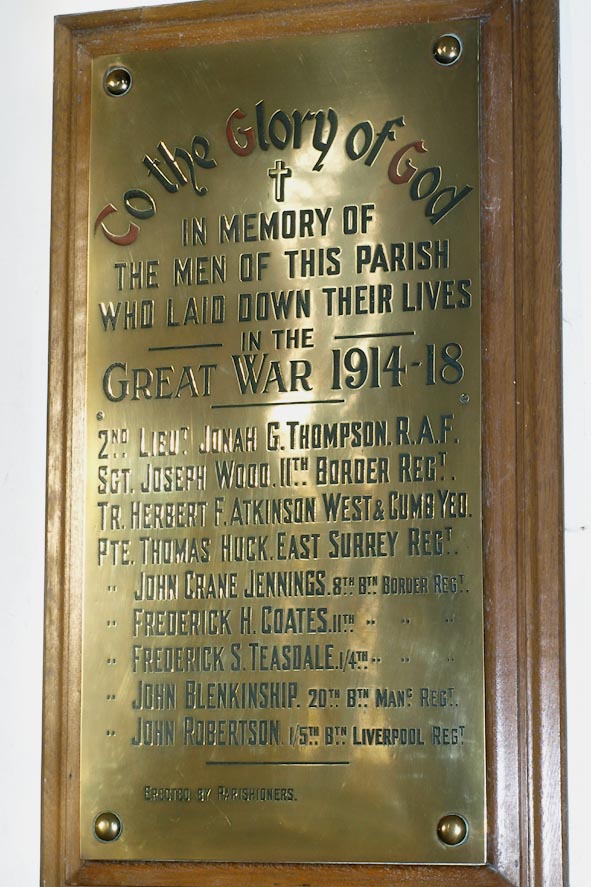 To the Glory of God
IN MEMORY OF
THE MEN OF THIS PARISH
WHO LAID DOWN THEIR LIVES
IN THE
GREAT WAR 1914-18
2ND LIEUT JONAH G. THOMPSON. R.A.F.
SGT. JOSEPH WOOD. 11TH BORDER REGT.
TR. HERBERT F. ATKINSON WEST & CUMB YEO.
PTE. THOMAS HUCK. EAST SURREY REGT.
" JOHN CRANE JENNINGS. 8TH BTN BORDER REGT.
" FREDERICK H. COATES. 11TH " " "
" FREDERICK S. TEASDALE. 1/4TH " " "
" JOHN BLENKINSHIP. 20TH BTN MANC REGT.
" JOHN ROBERTSON. 1/5TH BTN LIVERPOOL REGT
ERECTED BY PARISHIONERS.